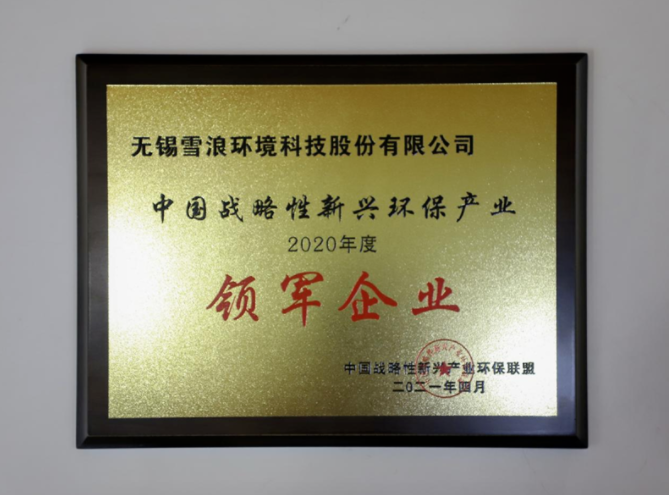 无锡雪浪环境科技股份有限公司
中国战略性新兴环保产业
2020年度
领军企业
中国战略性新兴产业环保联盟
二〇二一年四月